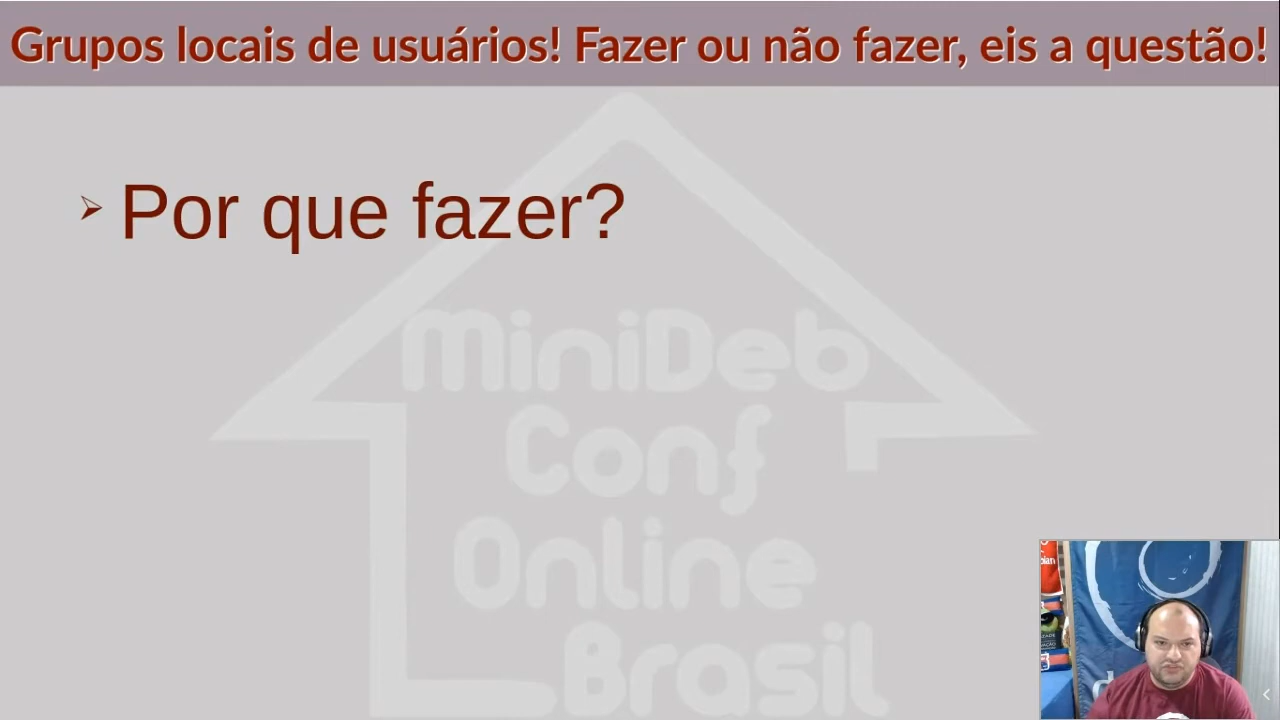 Grupos locais de usuários! Fazer ou não fazer, eis a questão!
Por que fazer?
MiniDeb
Conf
Online
Brasil